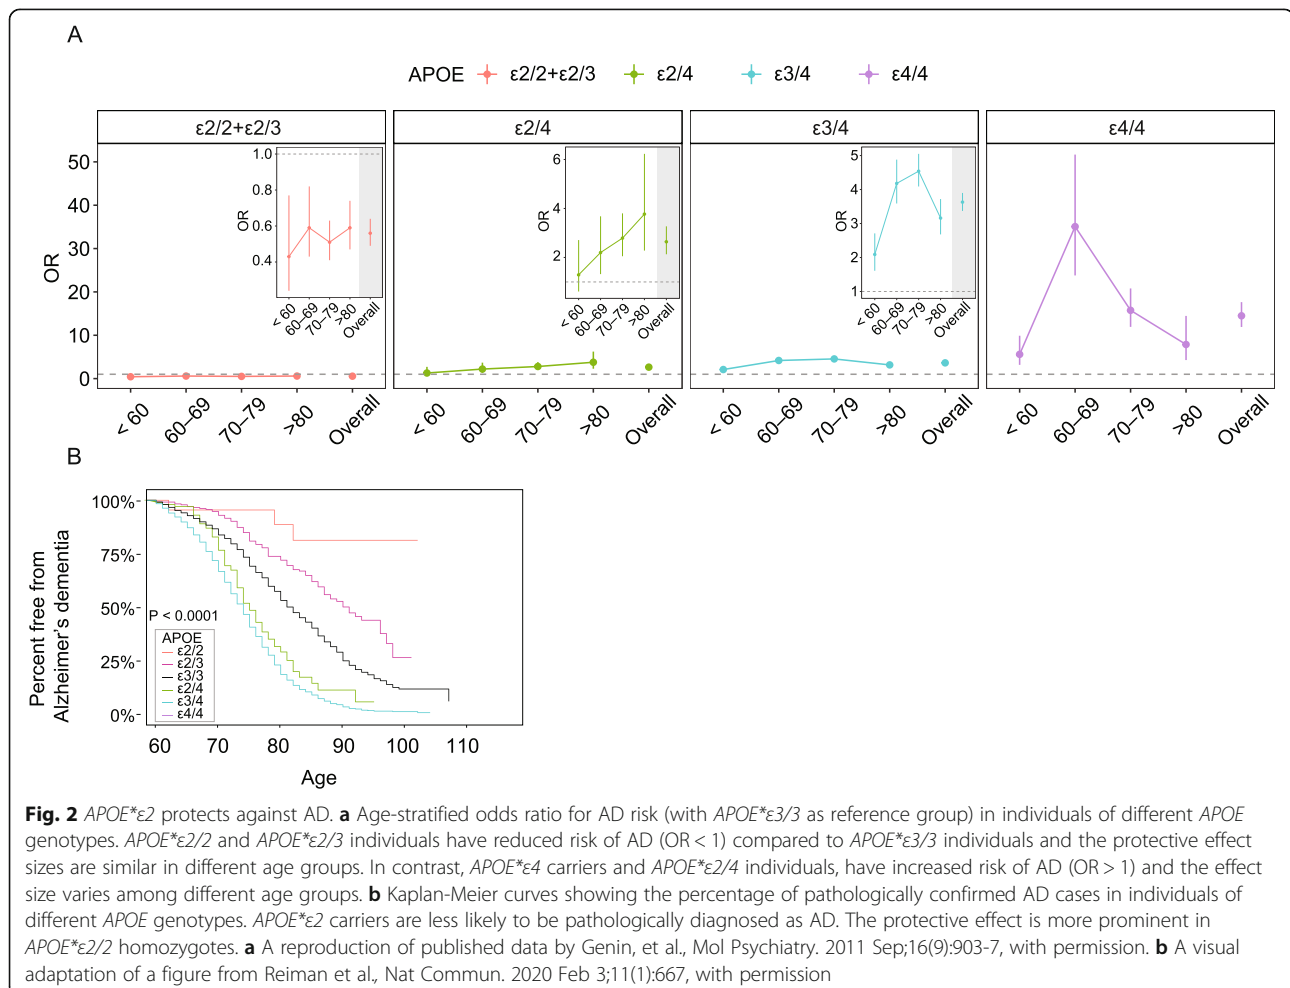 A
APOE ε2/2+ε2/3 ε2/4 ε3/4 ε4/4
ε2/2+ε2/3 ε2/4 ε3/4 ε4/4
OR
50
40
30
20
10
0
OR
1.0
0.8
0.6
0.4
< 60 60–69 70–79 >80 Overall
OR
6
4
2
< 60 60–69 70–79 >80 Overall
OR
5
4
3
2
1
< 60 60–69 70–79 >80 Overall
< 60 60–69 70–79 >80 Overall
< 60 60–69 70–79 >80 Overall
< 60 60–69 70–79 >80 Overall
< 60 60–69 70–79 >80 Overall
B
Percent free from
Alzheimer's dementia
100%
75%
50%
25%
0%
P < 0.0001
APOE
ε2/2
ε2/3
ε3/3
ε2/4
ε3/4
ε4/4
60 70 80 90 100 110
Age
Fig. 2 APOE*ε2 protects against AD. a Age-stratified odds ratio for AD risk (with APOE*ε3/3 as reference group) in individuals of different APOE
genotypes. APOE*ε2/2 and APOE*ε2/3 individuals have reduced risk of AD (OR < 1) compared to APOE*ε3/3 individuals and the protective effect
sizes are similar in different age groups. In contrast, APOE*ε4 carriers and APOE*ε2/4 individuals, have increased risk of AD (OR > 1) and the effect
size varies among different age groups. b Kaplan-Meier curves showing the percentage of pathologically confirmed AD cases in individuals of
different APOE genotypes. APOE*ε2 carriers are less likely to be pathologically diagnosed as AD. The protective effect is more prominent in
APOE*ε2/2 homozygotes. a A reproduction of published data by Genin, et al., Mol Psychiatry. 2011 Sep;16(9):903-7, with permission. b A visual
adaptation of a figure from Reiman et al., Nat Commun. 2020 Feb 3;11(1):667, with permission